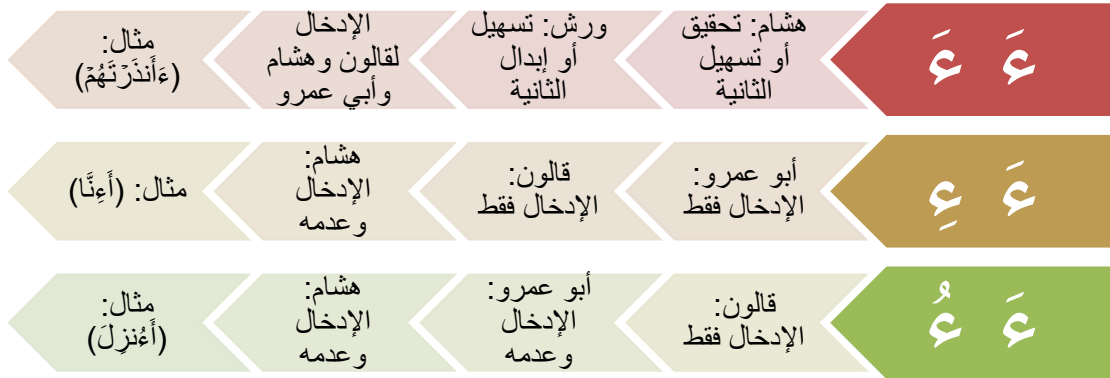 ءَ ءَ
هشام: تحقيق
أو تسهيل
الثانية
ورش: تسهيل
أو إبدال
الثانية
الإدخال
لقالون وهشام
وأبي عمرو
مثال:
(ءَأَنذَرۡتَهُمۡ)
ءَ ءِ
أبو عمرو:
الإدخال فقط
قالون:
الإدخال فقط
هشام:
الإدخال
وعدمه
مثال: (أَءِنَّا)
ءَ ءُ
قالون:
الإدخال فقط
أبو عمرو:
الإدخال
وعدمه
هشام:
الإدخال
وعدمه
مثال:
(أَءُنزِلَ)